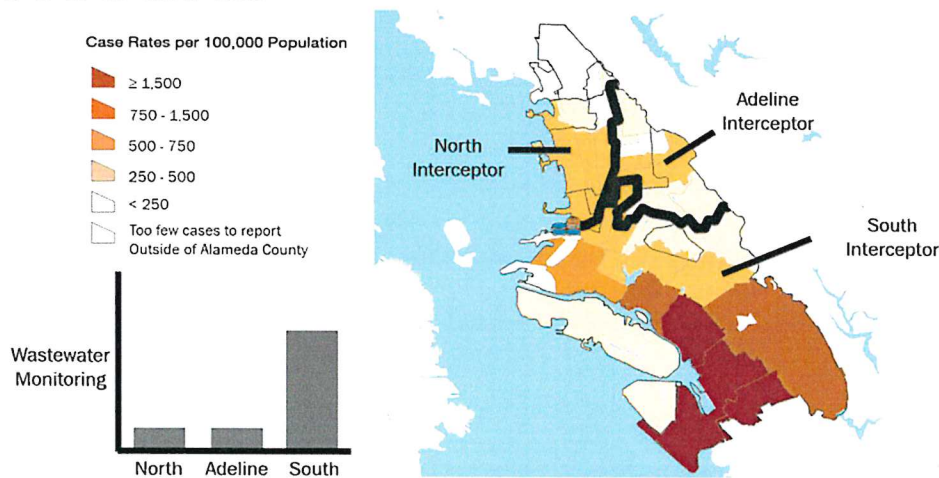 Case Rates per 100,000 Population
≥ 1,500
750 - 1.500
500 - 750
250 - 500
< 250
Too few cases to report
Outside of Alameda County
North
Interceptor
Adeline
Interceptor
South
Interceptor
Wastewater
Monitoring
North
Adeline
South